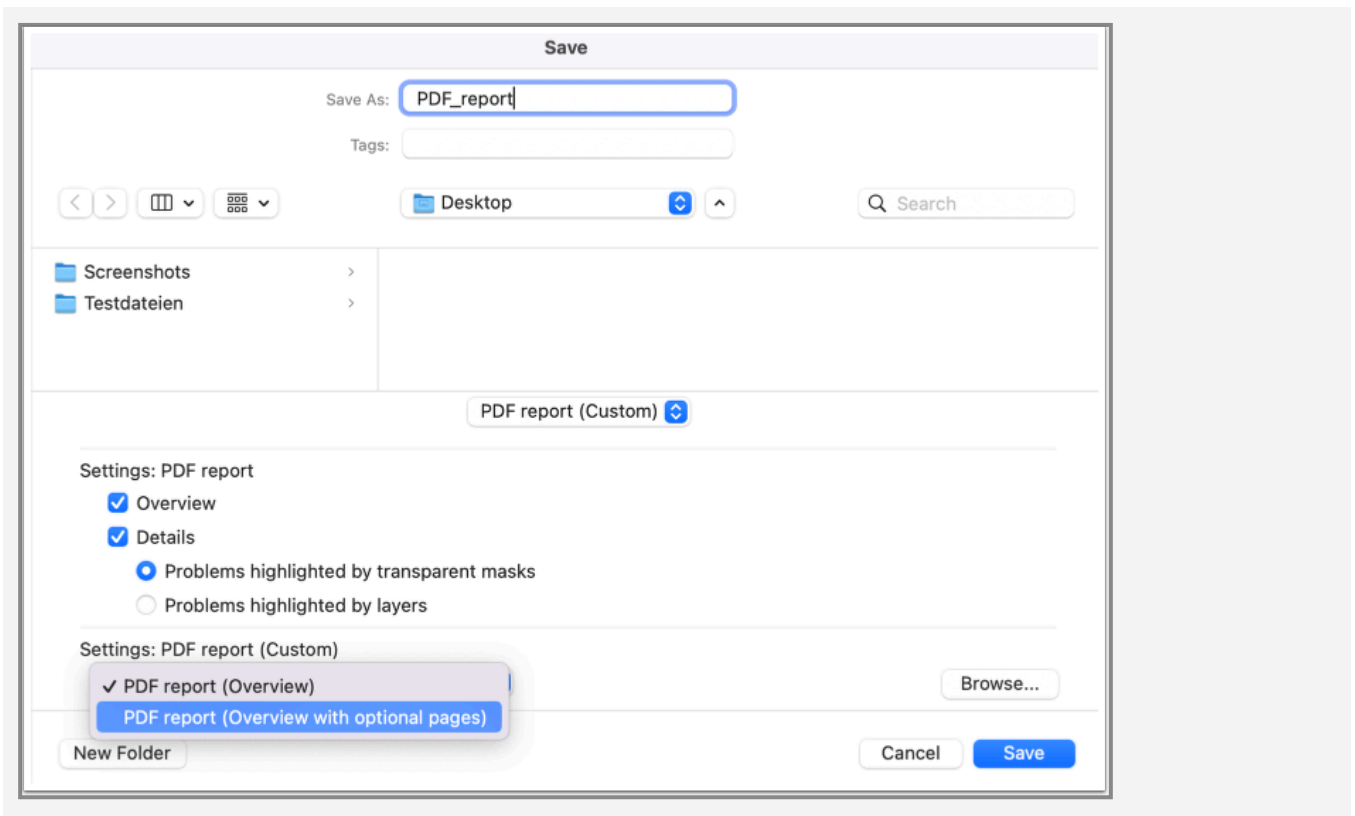 Save
Save As: PDF_report
Tags:
Desktop Search
Screenshots
Testdateien
PDF report (Custom)
Settings: PDF report
Overview
Details
Problems highlighted by transparent masks
Problems highlighted by layers
Settings: PDF report (Custom)
✓ PDF report (Overview) Browse...
PDF report (Overview with optional pages)
New Folder Cancel Save